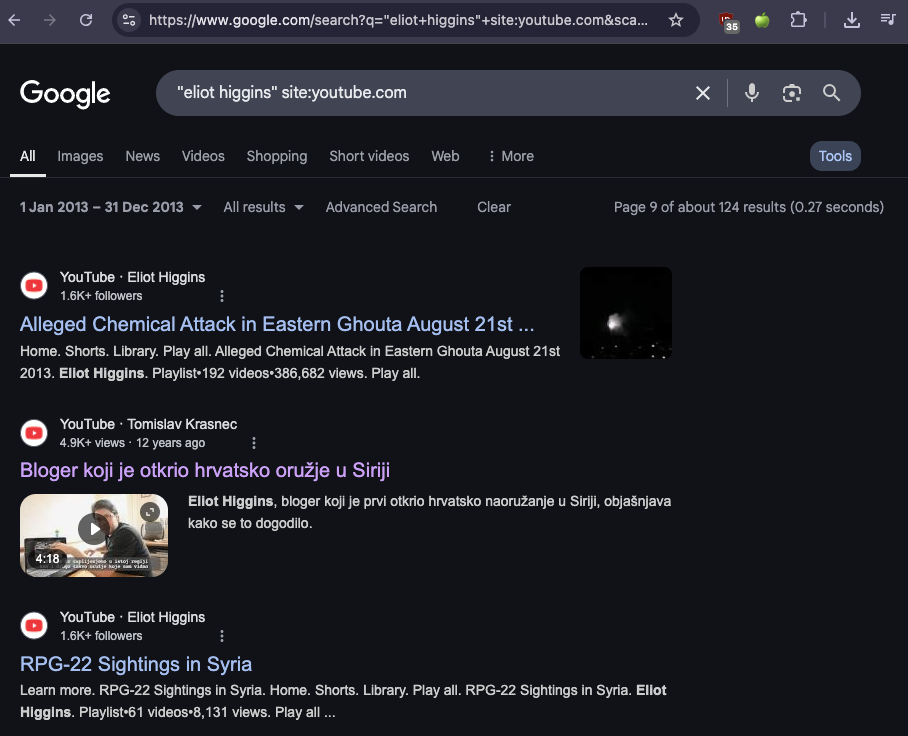 https://www.google.com/search?q="eliot+higgins"+site:youtube.com&sca...
35
Google
"eliot higgins" site:youtube.com
All Images News Videos Shopping Short videos Web More Tools
1 Jan 2013 – 31 Dec 2013 All results Advanced Search Clear Page 9 of about 124 results (0.27 seconds)
YouTube · Eliot Higgins
1.6K+ followers
Alleged Chemical Attack in Eastern Ghouta August 21st ...
Home. Shorts. Library. Play all. Alleged Chemical Attack in Eastern Ghouta August 21st
2013. Eliot Higgins. Playlist•192 videos•386,682 views. Play all.
YouTube · Tomislav Krasnec
4.9K+ views · 12 years ago
Bloger koji je otkrio hrvatsko oružje u Siriji
Eliot Higgins, bloger koji je prvi otkrio hrvatsko naoružanje u Siriji, objašnjava
kako se to dogodilo.
4:18
YouTube · Eliot Higgins
1.6K+ followers
RPG-22 Sightings in Syria
Learn more. RPG-22 Sightings in Syria. Home. Shorts. Library. Play all. RPG-22 Sightings in Syria. Eliot
Higgins. Playlist•61 videos•8,131 views. Play all ...